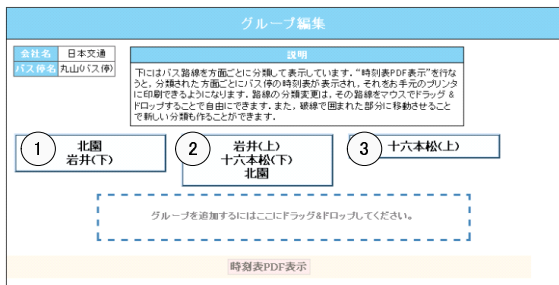 グループ編集
会社名 日本交通
バス停名 丸山(バス停)
説明
下にはバス路線を方面ごとに分類して表示しています。"時刻表PDF表示"を行な
うと、分類された方面ごとにバス停の時刻表が表示され、それをお手元のプリンタ
に印刷できるようになります。路線の分類変更は、その路線をマウスでドラッグ &
ドロップすることで自由にできます。また、破線で囲まれた部分に移動させること
で新しい分類も作ることができます。
1 北園
岩井(下)
2 岩井(上)
十六本松(下)
北園
3 十六本松(上)
グループを追加するにはここにドラッグ&ドロップしてください。
時刻表PDF表示